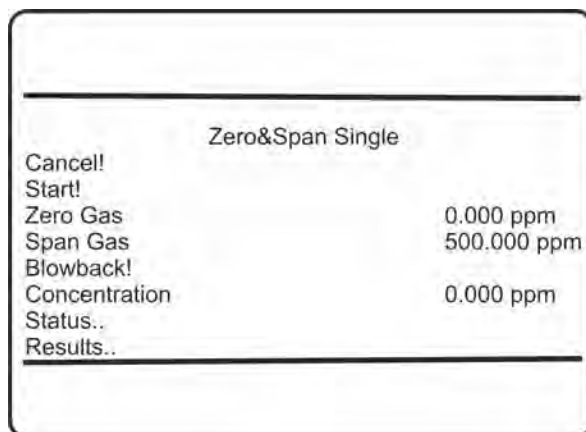 Zero&Span Single
Cancel!
Start!
Zero Gas 0.000 ppm
Span Gas 500.000 ppm
Blowback!
Concentration 0.000 ppm
Status..
Results..